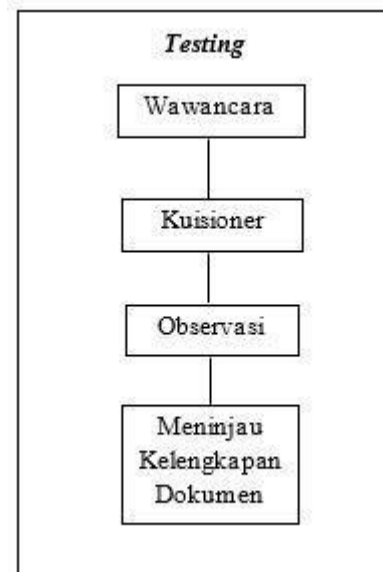 Testing
Wawancara
Kuisioner
Observasi
Meninjau
Kelengkapan
Dokumen